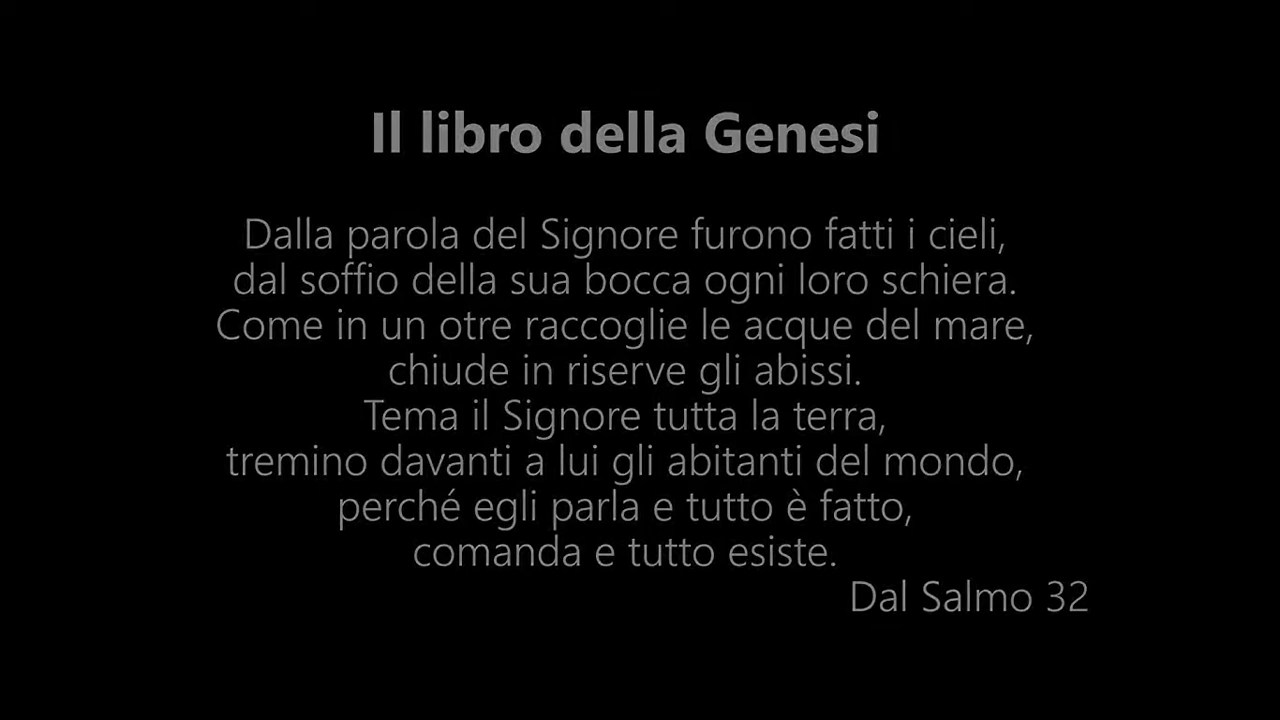 Il libro della Genesi
Dalla parola del Signore furono fatti i cieli,
dal soffio della sua bocca ogni loro schiera.
Come in un otre raccoglie le acque del mare,
chiude in riserve gli abissi.
Tema il Signore tutta la terra,
tremino davanti a lui gli abitanti del mondo,
perché egli parla e tutto è fatto,
comanda e tutto esiste.
Dal Salmo 32